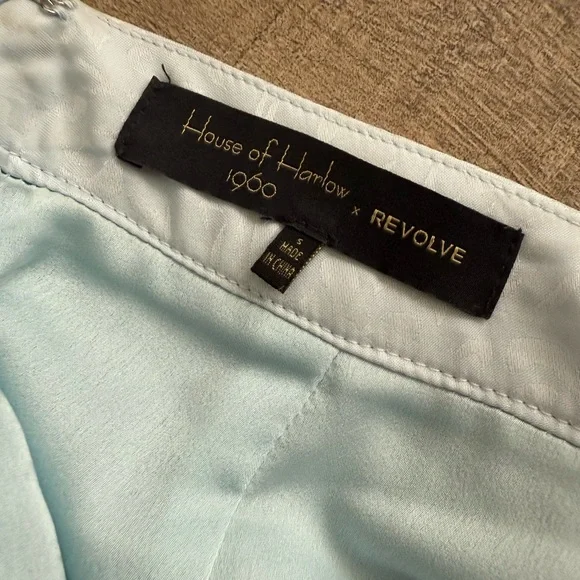 House of Harlow
1960 x REVOLVE
S
MADE
IN CHINA